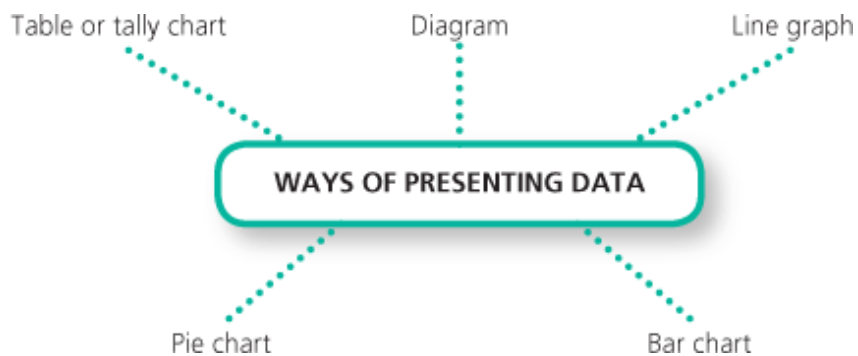 Table or tally chart
Diagram
Line graph
WAYS OF PRESENTING DATA
Pie chart
Bar chart